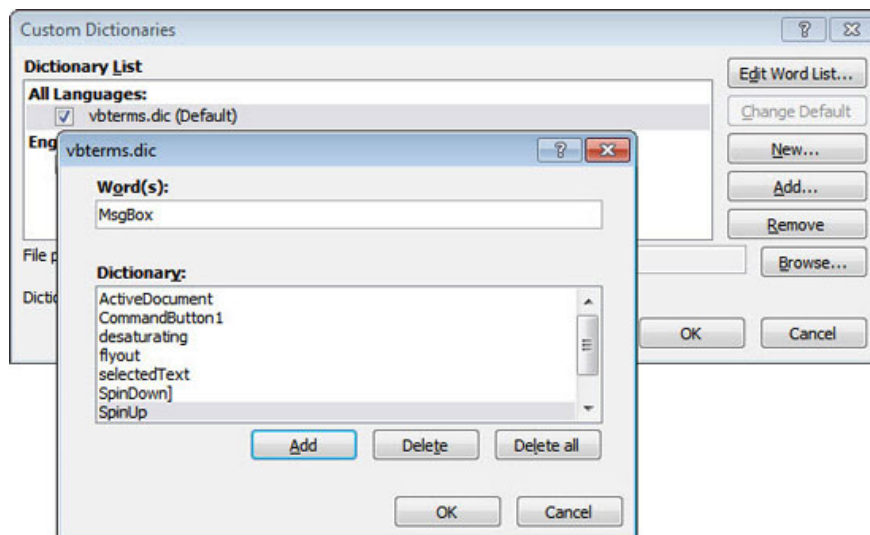 Custom Dictionaries
Dictionary List
All Languages:
vbterms.dic (Default)
Eng
File p
Dictio
Edit Word List...
Change Default
New...
Add...
Remove
Browse...
OK Cancel
vbterms.dic
Word(s):
MsgBox
Dictionary:
ActiveDocument
CommandButton1
desaturating
flyout
selectedText
SpinDown]
SpinUp
Add Delete Delete all
OK Cancel